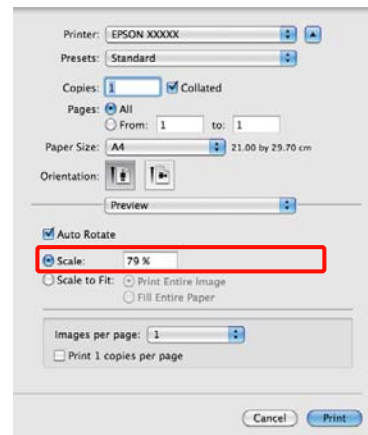 Printer: EPSON XXXXX
Presets: Standard
Copies: 1 Collated
Pages: All
From: 1 to: 1
Paper Size: A4 21.00 by 29.70 cm
Orientation:
Preview
Auto Rotate
Scale: 79 %
Scale to Fit: Print Entire Image
Fill Entire Paper
Images per page: 1
Print 1 copies per page
Cancel Print